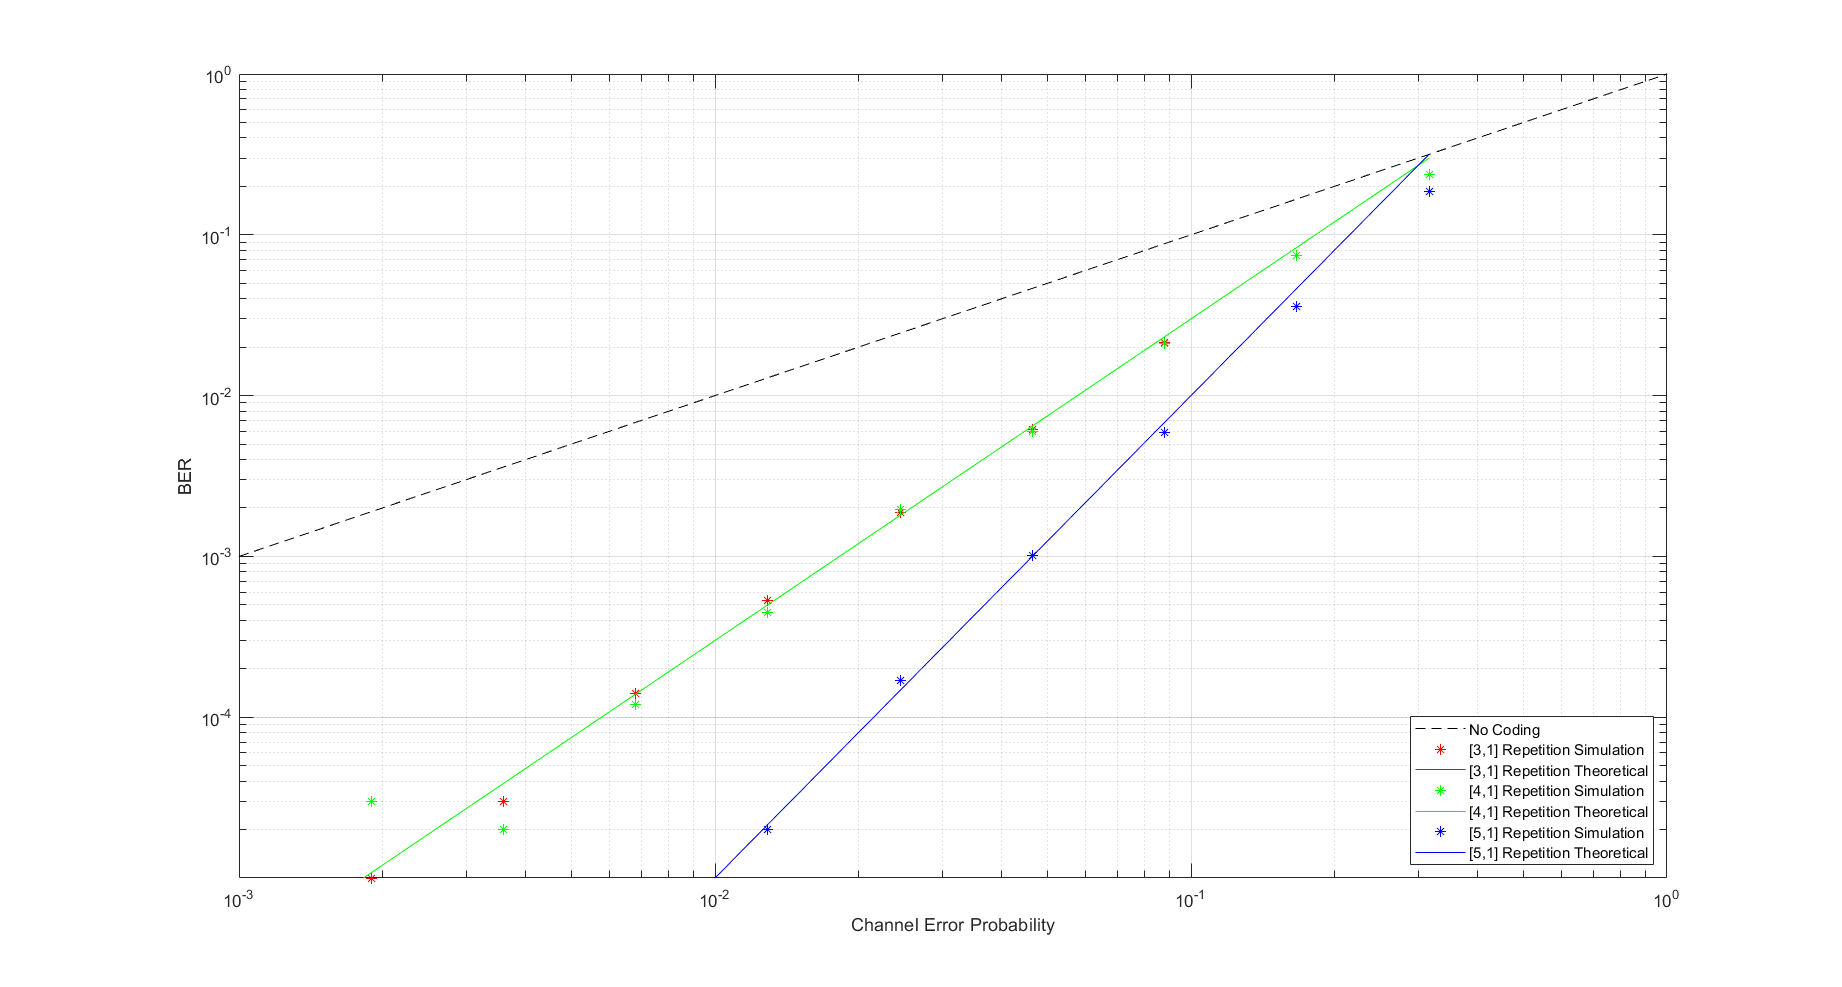 10^0
10^-1
10^-2
10^-3
10^-4
BER
10^-3
10^-2
10^-1
10^0
Channel Error Probability
No Coding
[3,1] Repetition Simulation
[3,1] Repetition Theoretical
[4,1] Repetition Simulation
[4,1] Repetition Theoretical
[5,1] Repetition Simulation
[5,1] Repetition Theoretical